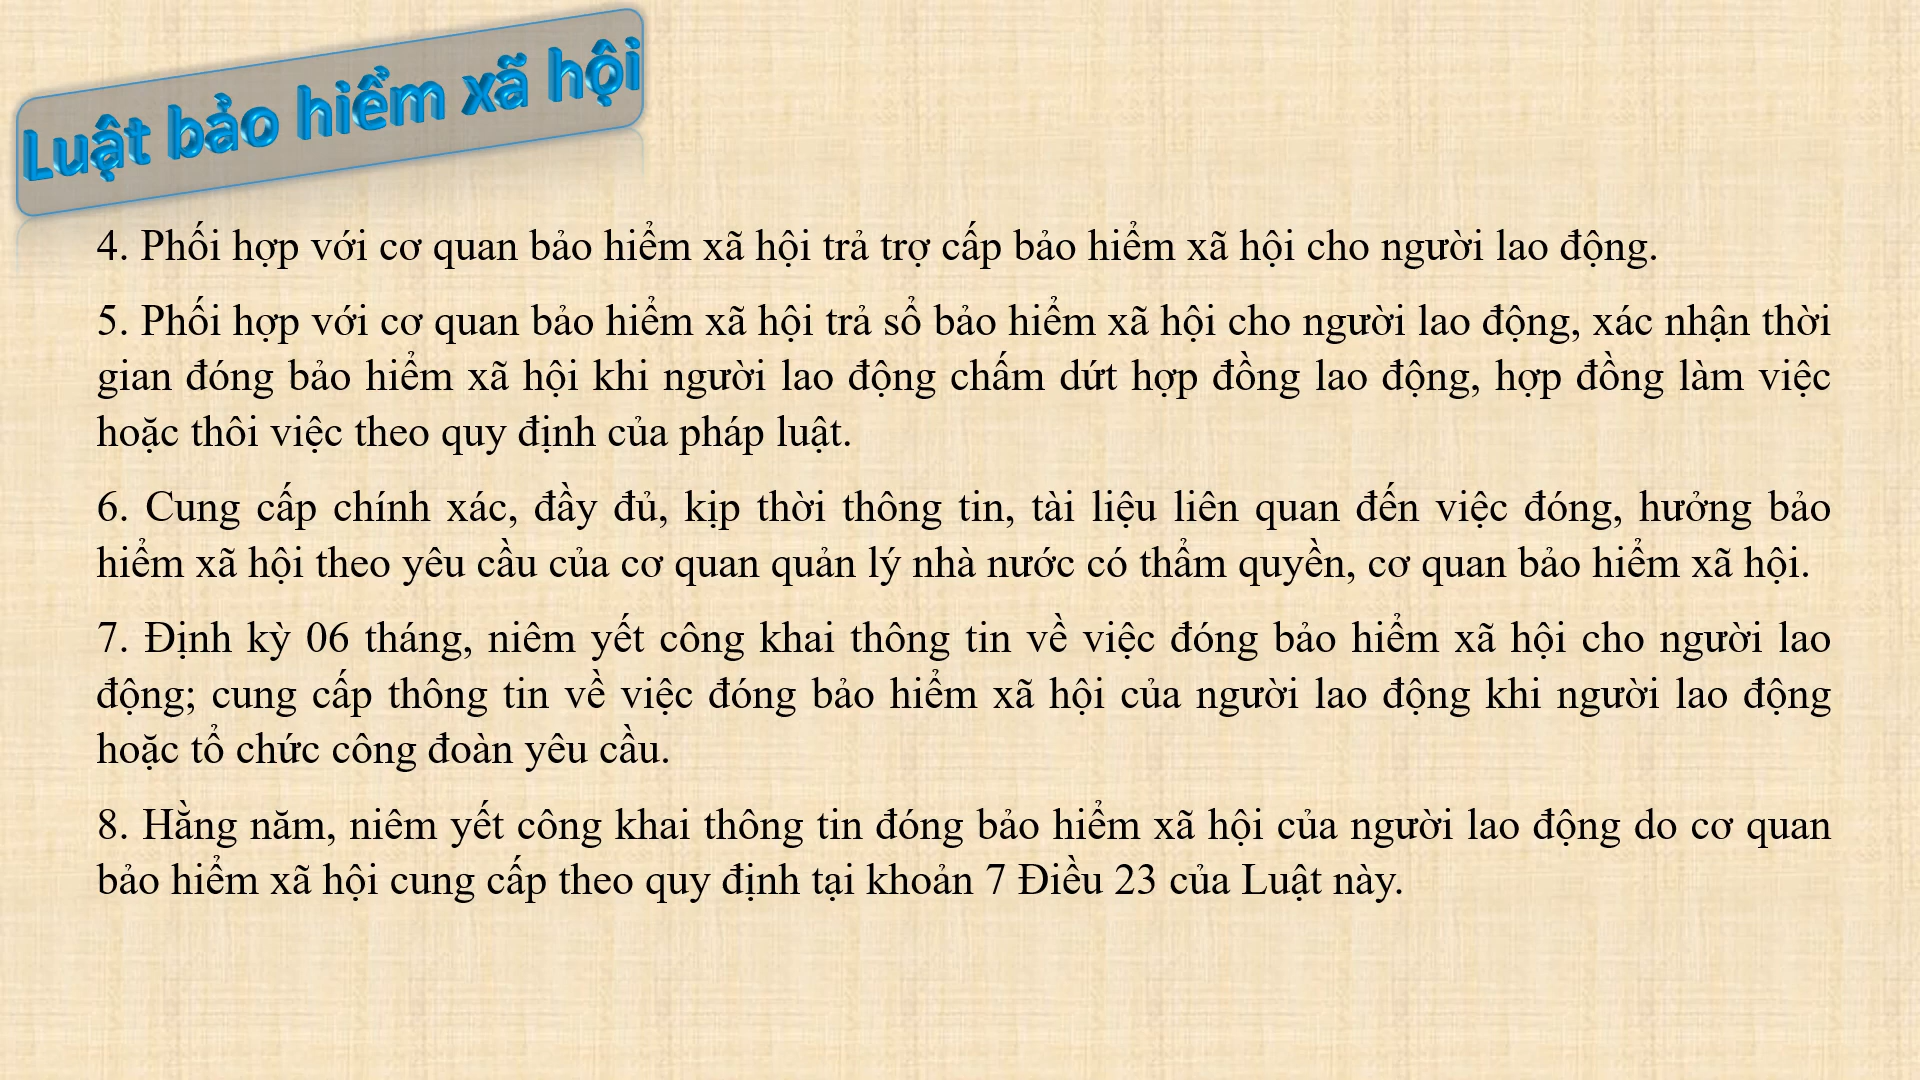 Luật bảo hiểm xã hội
4. Phối hợp với cơ quan bảo hiểm xã hội trả trợ cấp bảo hiểm xã hội cho người lao động.
5. Phối hợp với cơ quan bảo hiểm xã hội trả sổ bảo hiểm xã hội cho người lao động, xác nhận thời
gian đóng bảo hiểm xã hội khi người lao động chấm dứt hợp đồng lao động, hợp đồng làm việc
hoặc thôi việc theo quy định của pháp luật.
6. Cung cấp chính xác, đầy đủ, kịp thời thông tin, tài liệu liên quan đến việc đóng, hưởng bảo
hiểm xã hội theo yêu cầu của cơ quan quản lý nhà nước có thẩm quyền, cơ quan bảo hiểm xã hội.
7. Định kỳ 06 tháng, niêm yết công khai thông tin về việc đóng bảo hiểm xã hội cho người lao
động; cung cấp thông tin về việc đóng bảo hiểm xã hội của người lao động khi người lao động
hoặc tổ chức công đoàn yêu cầu.
8. Hằng năm, niêm yết công khai thông tin đóng bảo hiểm xã hội của người lao động do cơ quan
bảo hiểm xã hội cung cấp theo quy định tại khoản 7 Điều 23 của Luật này.